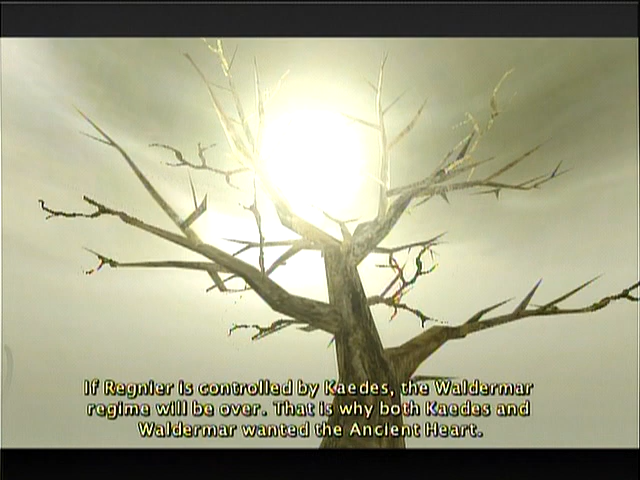 If Regnier is controlled by Kaedes, the Waldermar
regime will be over. That is why both Kaedes and
Waldermar wanted the Ancient Heart.